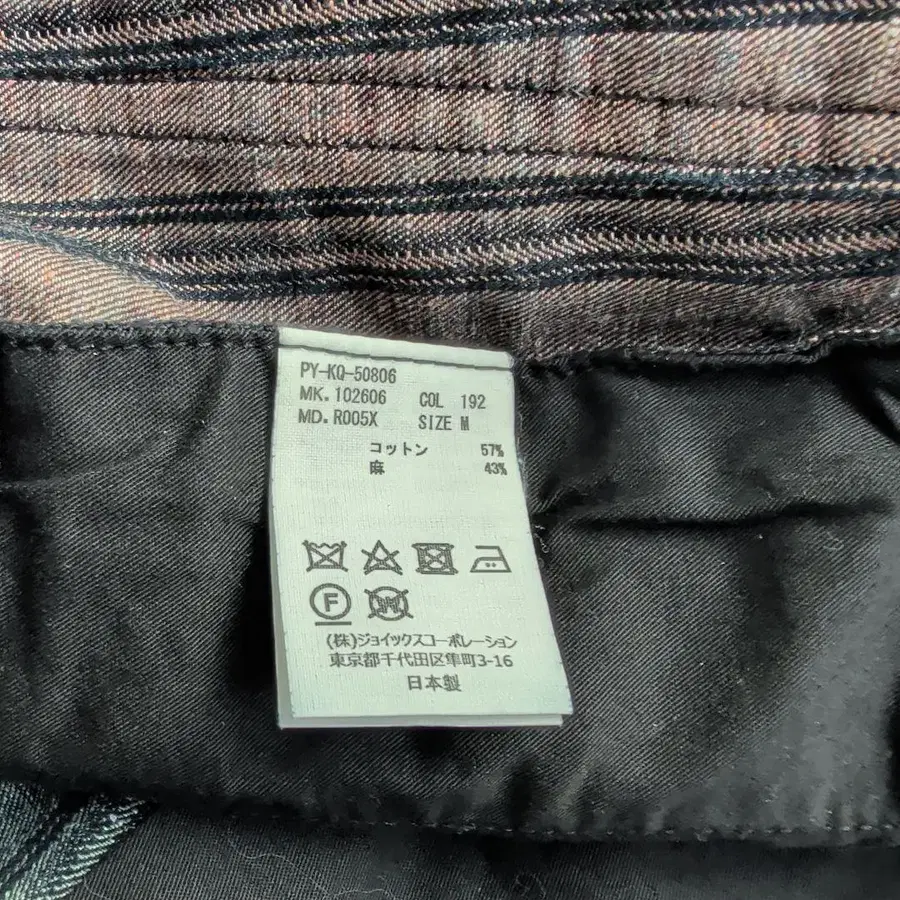 PY-KQ-50806
MK. 102606 COL 192
MD. R005X SIZE M
コットン 57%
麻 43%
F
W
(株)ジョイックスコーポレーション
東京都千代田区隼町3-16
日本製